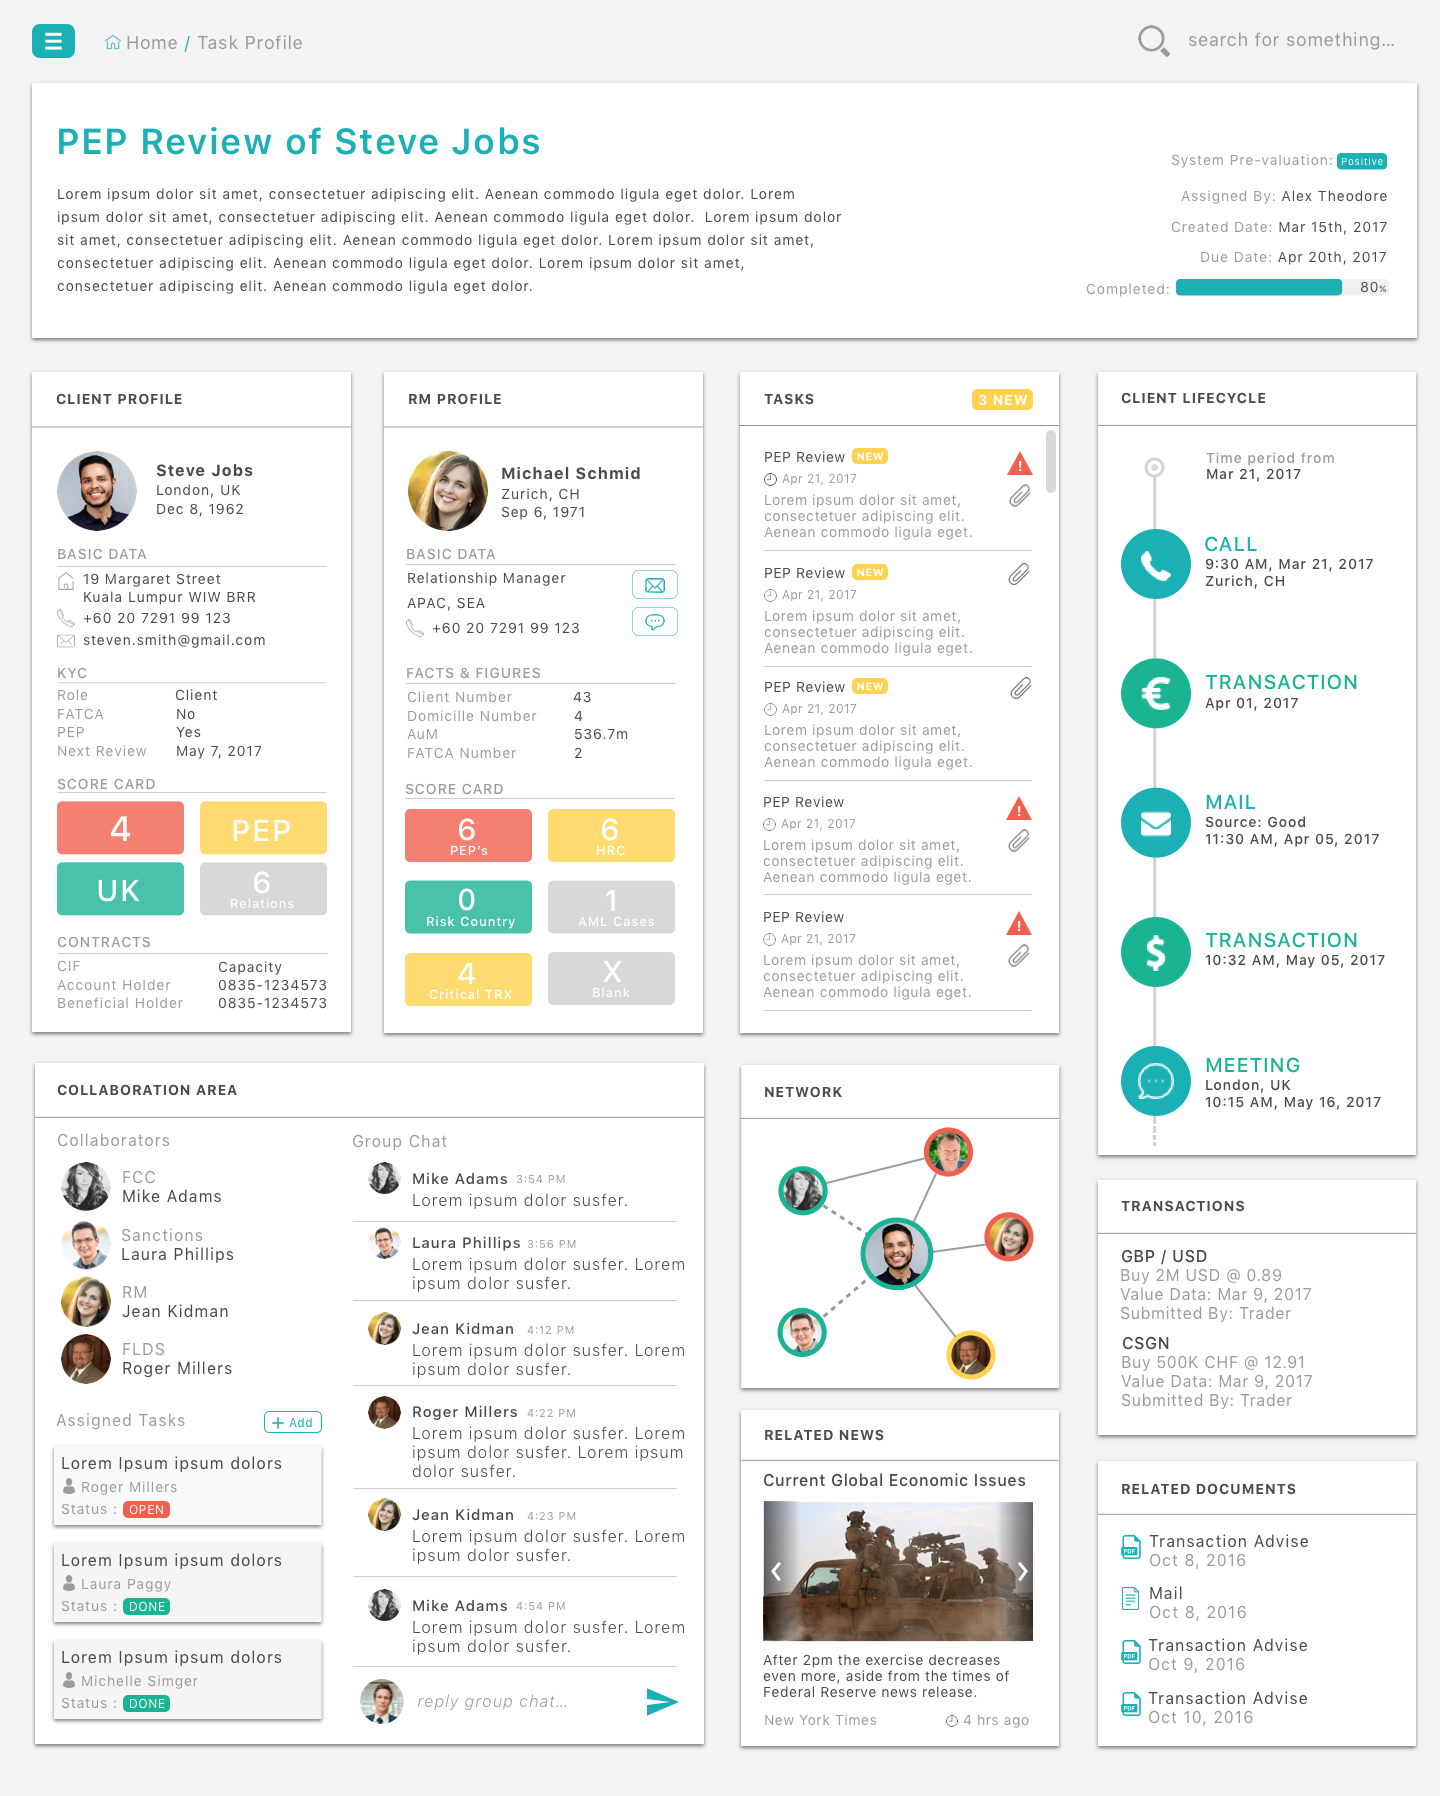 Home / Task Profile
search for something...
PEP Review of Steve Jobs
Lorem ipsum dolor sit amet, consectetuer adipiscing elit. Aenean commodo ligula eget dolor. Lorem
ipsum dolor sit amet, consectetuer adipiscing elit. Aenean commodo ligula eget dolor.  Lorem ipsum dolor
sit amet, consectetuer adipiscing elit. Aenean commodo ligula eget dolor. Lorem ipsum dolor sit amet,
consectetuer adipiscing elit. Aenean commodo ligula eget dolor. Lorem ipsum dolor sit amet,
consectetuer adipiscing elit. Aenean commodo ligula eget dolor.
System Pre-valuation: Positive
Assigned By: Alex Theodore
Created Date: Mar 15th, 2017
Due Date: Apr 20th, 2017
Completed: 80%
CLIENT PROFILE
Steve Jobs
London, UK
Dec 8, 1962
BASIC DATA
19 Margaret Street
Kuala Lumpur WIW BRR
+60 20 7291 99 123
steven.smith@gmail.com
KYC
Role Client
FATCA No
PEP Yes
Next Review May 7, 2017
SCORE CARD
4
PEP
UK
6
Relations
CONTRACTS
CIF Capacity
Account Holder 0835-1234573
Beneficial Holder 0835-1234573
RM PROFILE
Michael Schmid
Zurich, CH
Sep 6, 1971
BASIC DATA
Relationship Manager
APAC, SEA
+60 20 7291 99 123
FACTS & FIGURES
Client Number 43
Domicille Number 4
AuM 536.7m
FATCA Number 2
SCORE CARD
6
PEP's
6
HRC
0
Risk Country
1
AML Cases
4
Critical TRX
X
Blank
TASKS
3 NEW
PEP Review NEW
Apr 21, 2017
Lorem ipsum dolor sit amet,
consectetuer adipiscing elit.
Aenean commodo ligula eget.
PEP Review NEW
Apr 21, 2017
Lorem ipsum dolor sit amet,
consectetuer adipiscing elit.
Aenean commodo ligula eget.
PEP Review NEW
Apr 21, 2017
Lorem ipsum dolor sit amet,
consectetuer adipiscing elit.
Aenean commodo ligula eget.
PEP Review
Apr 21, 2017
Lorem ipsum dolor sit amet,
consectetuer adipiscing elit.
Aenean commodo ligula eget.
PEP Review
Apr 21, 2017
Lorem ipsum dolor sit amet,
consectetuer adipiscing elit.
Aenean commodo ligula eget.
CLIENT LIFECYCLE
Time period from
Mar 21, 2017
CALL
9:30 AM, Mar 21, 2017
Zurich, CH
€
TRANSACTION
Apr 01, 2017
MAIL
Source: Good
11:30 AM, Apr 05, 2017
$
TRANSACTION
10:32 AM, May 05, 2017
MEETING
London, UK
10:15 AM, May 16, 2017
COLLABORATION AREA
Collaborators
FCC
Mike Adams
Sanctions
Laura Phillips
RM
Jean Kidman
FLDS
Roger Millers
Assigned Tasks
+ Add
Lorem Ipsum ipsum dolors
Roger Millers
Status : OPEN
Lorem Ipsum ipsum dolors
Laura Paggy
Status : DONE
Lorem Ipsum ipsum dolors
Michelle Simger
Status : DONE
Group Chat
Mike Adams 3:54 PM
Lorem ipsum dolor susfer.
Laura Phillips 3:56 PM
Lorem ipsum dolor susfer. Lorem
ipsum dolor susfer.
Jean Kidman 4:12 PM
Lorem ipsum dolor susfer. Lorem
ipsum dolor susfer.
Roger Millers 4:22 PM
Lorem ipsum dolor susfer. Lorem
ipsum dolor susfer. Lorem ipsum
dolor susfer.
Jean Kidman 4:23 PM
Lorem ipsum dolor susfer. Lorem
ipsum dolor susfer.
Mike Adams 4:54 PM
Lorem ipsum dolor susfer. Lorem
ipsum dolor susfer.
reply group chat...
NETWORK
RELATED NEWS
Current Global Economic Issues
After 2pm the exercise decreases
even more, aside from the times of
Federal Reserve news release.
New York Times 4 hrs ago
TRANSACTIONS
GBP / USD
Buy 2M USD @ 0.89
Value Data: Mar 9, 2017
Submitted By: Trader
CSGN
Buy 500K CHF @ 12.91
Value Data: Mar 9, 2017
Submitted By: Trader
RELATED DOCUMENTS
PDF Transaction Advise
Oct 8, 2016
Mail
Oct 8, 2016
PDF Transaction Advise
Oct 9, 2016
PDF Transaction Advise
Oct 10, 2016